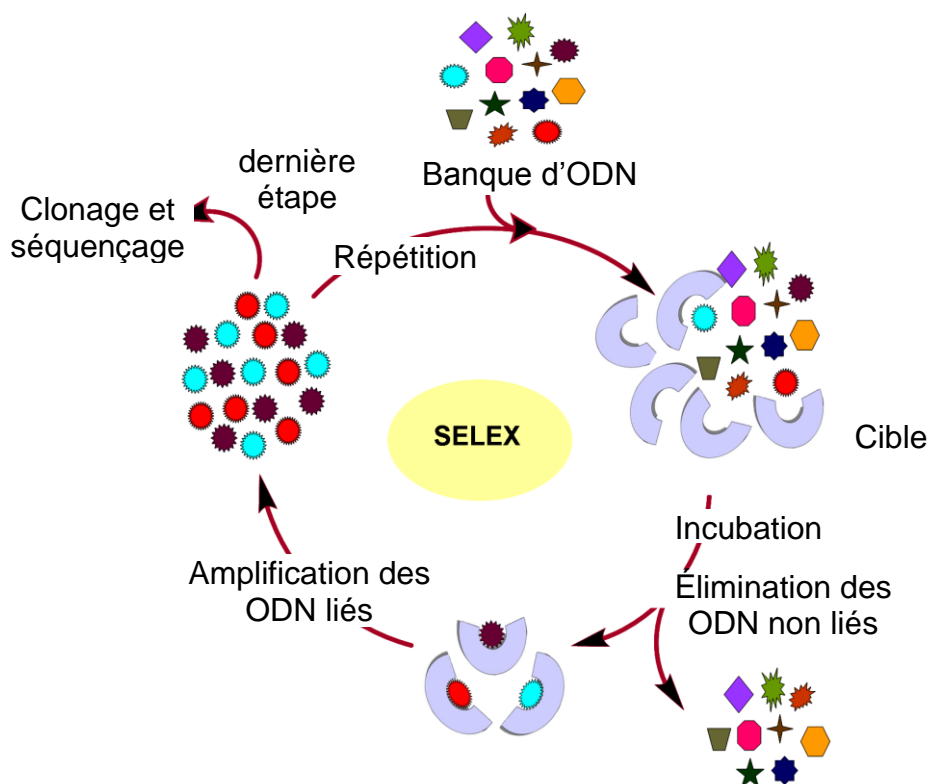 Banque d'ODN
dernière
étape
Clonage et
séquençage
Répétition
SELEX
Cible
Incubation
Élimination des
ODN non liés
Amplification des
ODN liés